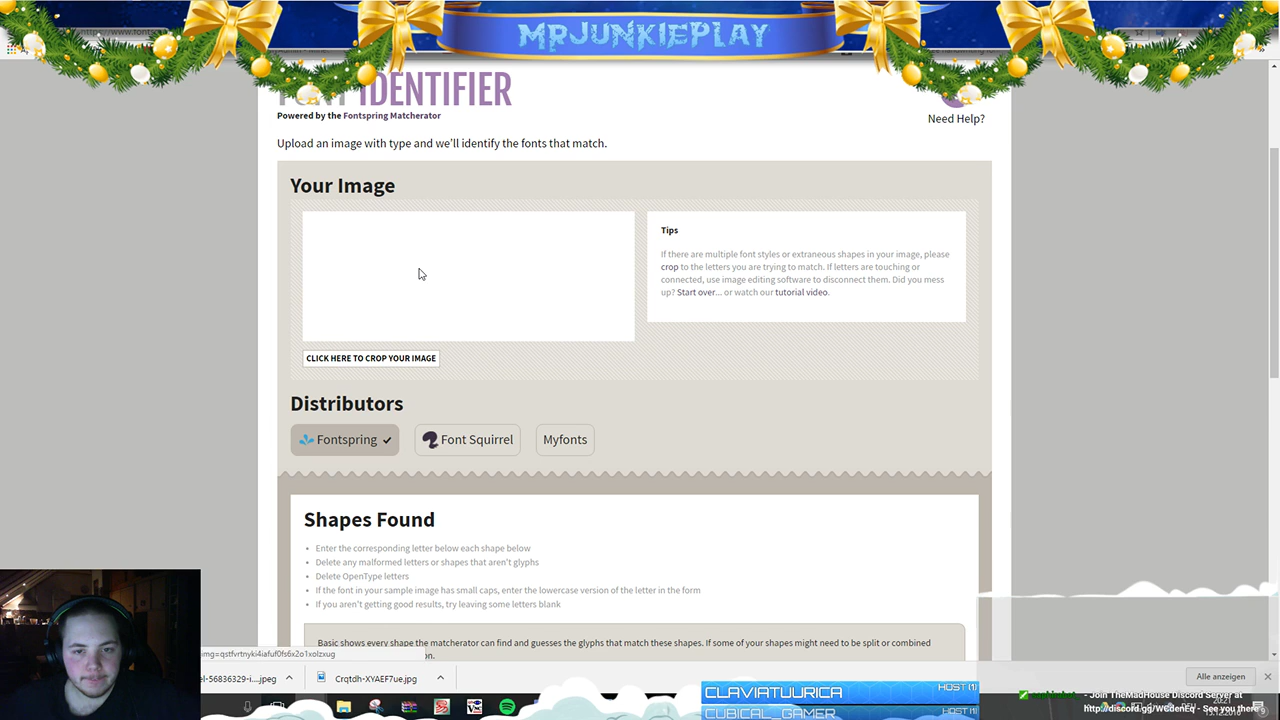 MRJUNKIEPLAY
FONT IDENTIFIER
Powered by the Fontspring Matcherator
Need Help?
Upload an image with type and we'll identify the fonts that match.
Your Image
Tips
If there are multiple font styles or extraneous shapes in your image, please
crop to the letters you are trying to match. If letters are touching or
connected, use image editing software to disconnect them. Did you mess
up? Start over... or watch our tutorial video.
CLICK HERE TO CROP YOUR IMAGE
Distributors
Fontspring
Font Squirrel
Myfonts
Shapes Found
Enter the corresponding letter below each shape below
Delete any malformed letters or shapes that aren't glyphs
Delete OpenType letters
If the font in your sample image has small caps, enter the lowercase version of the letter in the form
If you aren't getting good results, try leaving some letters blank
Basic shows every shape the matcherator can find and guesses the glyphs that match these shapes. If some of your shapes might need to be split or combined
on.
img=qstfvrtnyki4iafuf0fs6x2o1xolzxug
el-56836329-i....jpeg
Crqtdh-XYAEF7ue.jpg
Alle anzeigen
CLAVIATUURICA
HOST (1)
CUBICAL_GAMER
HOST (1)
- Join TheMadHouse Discord Server at
- See you there